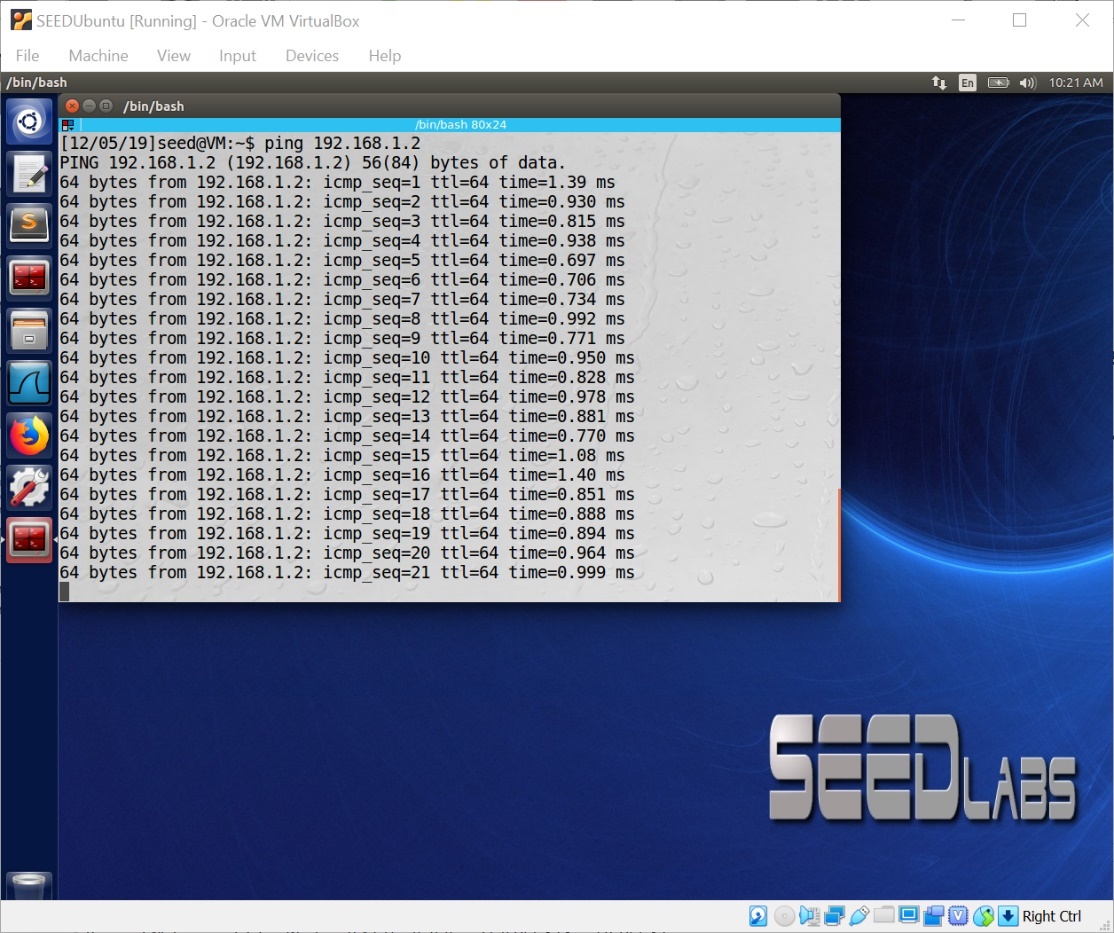 SEEDUbuntu [Running] - Oracle VM VirtualBox
File Machine View Input Devices Help
/bin/bash En 10:21 AM
/bin/bash
/bin/bash 80x24
[12/05/19]seed@VM:~$ ping 192.168.1.2
PING 192.168.1.2 (192.168.1.2) 56(84) bytes of data.
64 bytes from 192.168.1.2: icmp_seq=1 ttl=64 time=1.39 ms
64 bytes from 192.168.1.2: icmp_seq=2 ttl=64 time=0.930 ms
64 bytes from 192.168.1.2: icmp_seq=3 ttl=64 time=0.815 ms
64 bytes from 192.168.1.2: icmp_seq=4 ttl=64 time=0.938 ms
64 bytes from 192.168.1.2: icmp_seq=5 ttl=64 time=0.697 ms
64 bytes from 192.168.1.2: icmp_seq=6 ttl=64 time=0.706 ms
64 bytes from 192.168.1.2: icmp_seq=7 ttl=64 time=0.734 ms
64 bytes from 192.168.1.2: icmp_seq=8 ttl=64 time=0.992 ms
64 bytes from 192.168.1.2: icmp_seq=9 ttl=64 time=0.771 ms
64 bytes from 192.168.1.2: icmp_seq=10 ttl=64 time=0.950 ms
64 bytes from 192.168.1.2: icmp_seq=11 ttl=64 time=0.828 ms
64 bytes from 192.168.1.2: icmp_seq=12 ttl=64 time=0.978 ms
64 bytes from 192.168.1.2: icmp_seq=13 ttl=64 time=0.881 ms
64 bytes from 192.168.1.2: icmp_seq=14 ttl=64 time=0.770 ms
64 bytes from 192.168.1.2: icmp_seq=15 ttl=64 time=1.08 ms
64 bytes from 192.168.1.2: icmp_seq=16 ttl=64 time=1.40 ms
64 bytes from 192.168.1.2: icmp_seq=17 ttl=64 time=0.851 ms
64 bytes from 192.168.1.2: icmp_seq=18 ttl=64 time=0.888 ms
64 bytes from 192.168.1.2: icmp_seq=19 ttl=64 time=0.894 ms
64 bytes from 192.168.1.2: icmp_seq=20 ttl=64 time=0.964 ms
64 bytes from 192.168.1.2: icmp_seq=21 ttl=64 time=0.999 ms
SEEDLABS
Right Ctrl